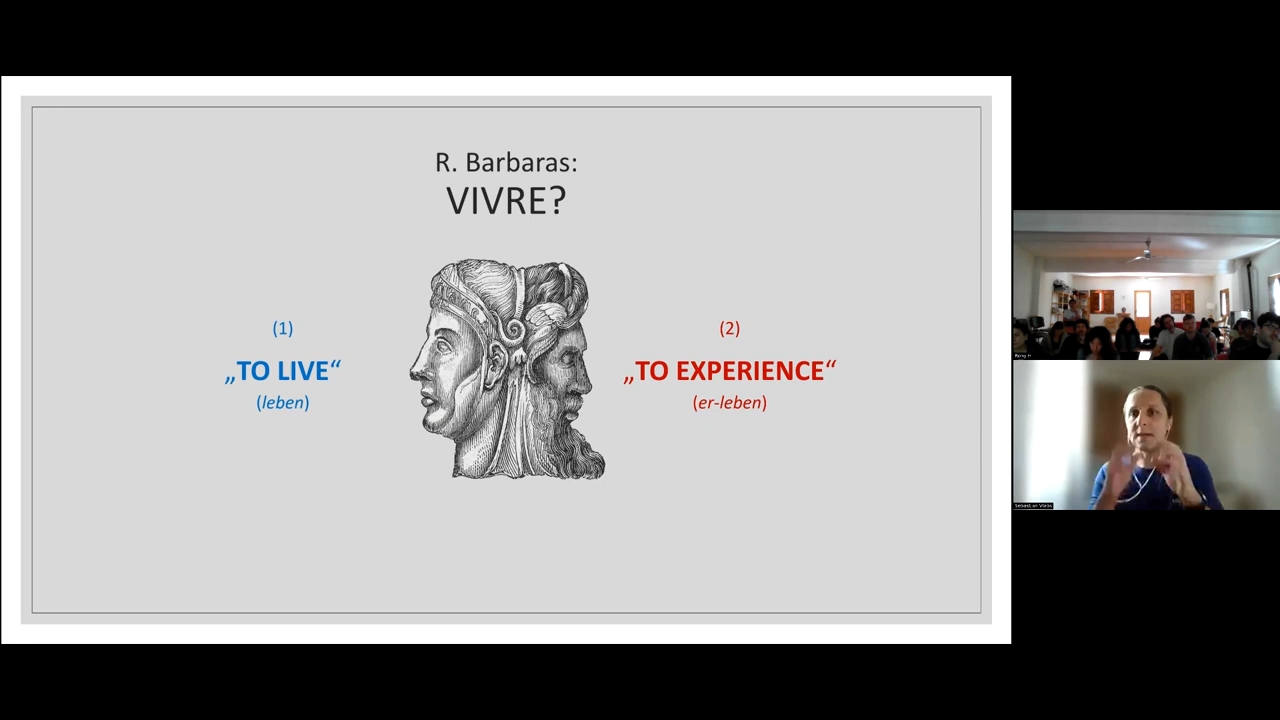 R. Barbaras:
VIVRE?
(1)
„TO LIVE“
(leben)
(2)
„TO EXPERIENCE“
(er-leben)